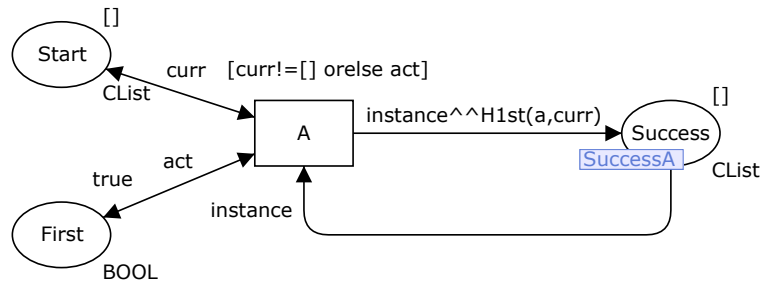 []
Start
curr [curr!=[] orelse act]
CList
A
instance^^H1st(a,curr)
[]
Success
SuccessA
CList
act
true
instance
First
BOOL